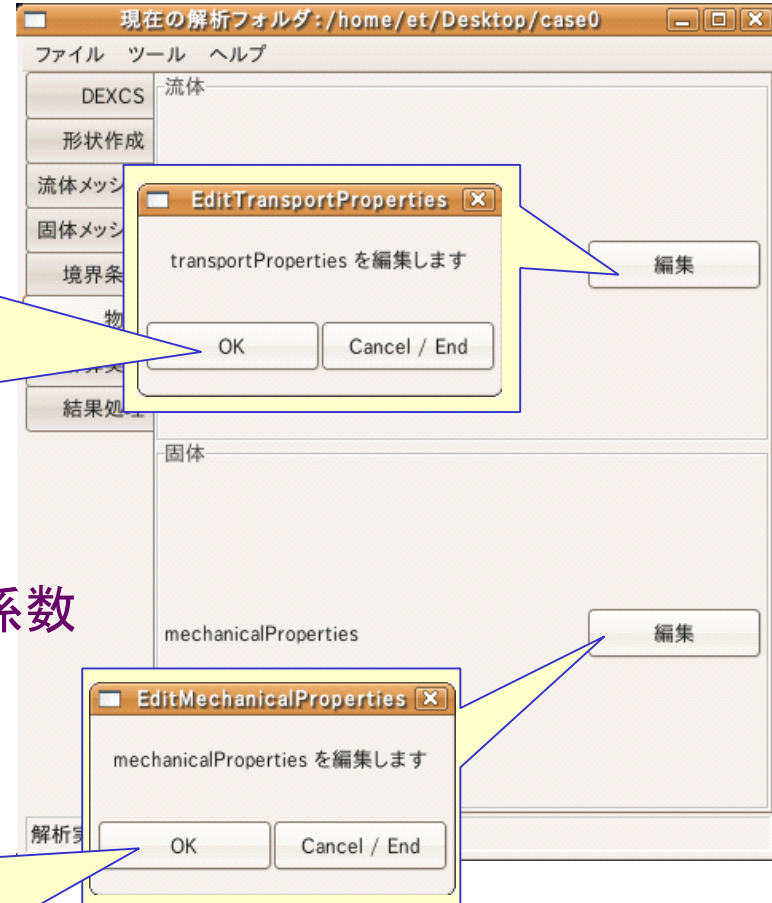 現在の解析フォルダ:/home/et/Desktop/case0
ファイル ツール ヘルプ
DEXCS
形状作成
流体メッシ
固体メッシ
境界条
物
結果処理
流体
EditTransportProperties
transportProperties を編集します
OK
Cancel / End
編集
固体
係数
mechanicalProperties
編集
EditMechanicalProperties
mechanicalProperties を編集します
OK
Cancel / End
解析実